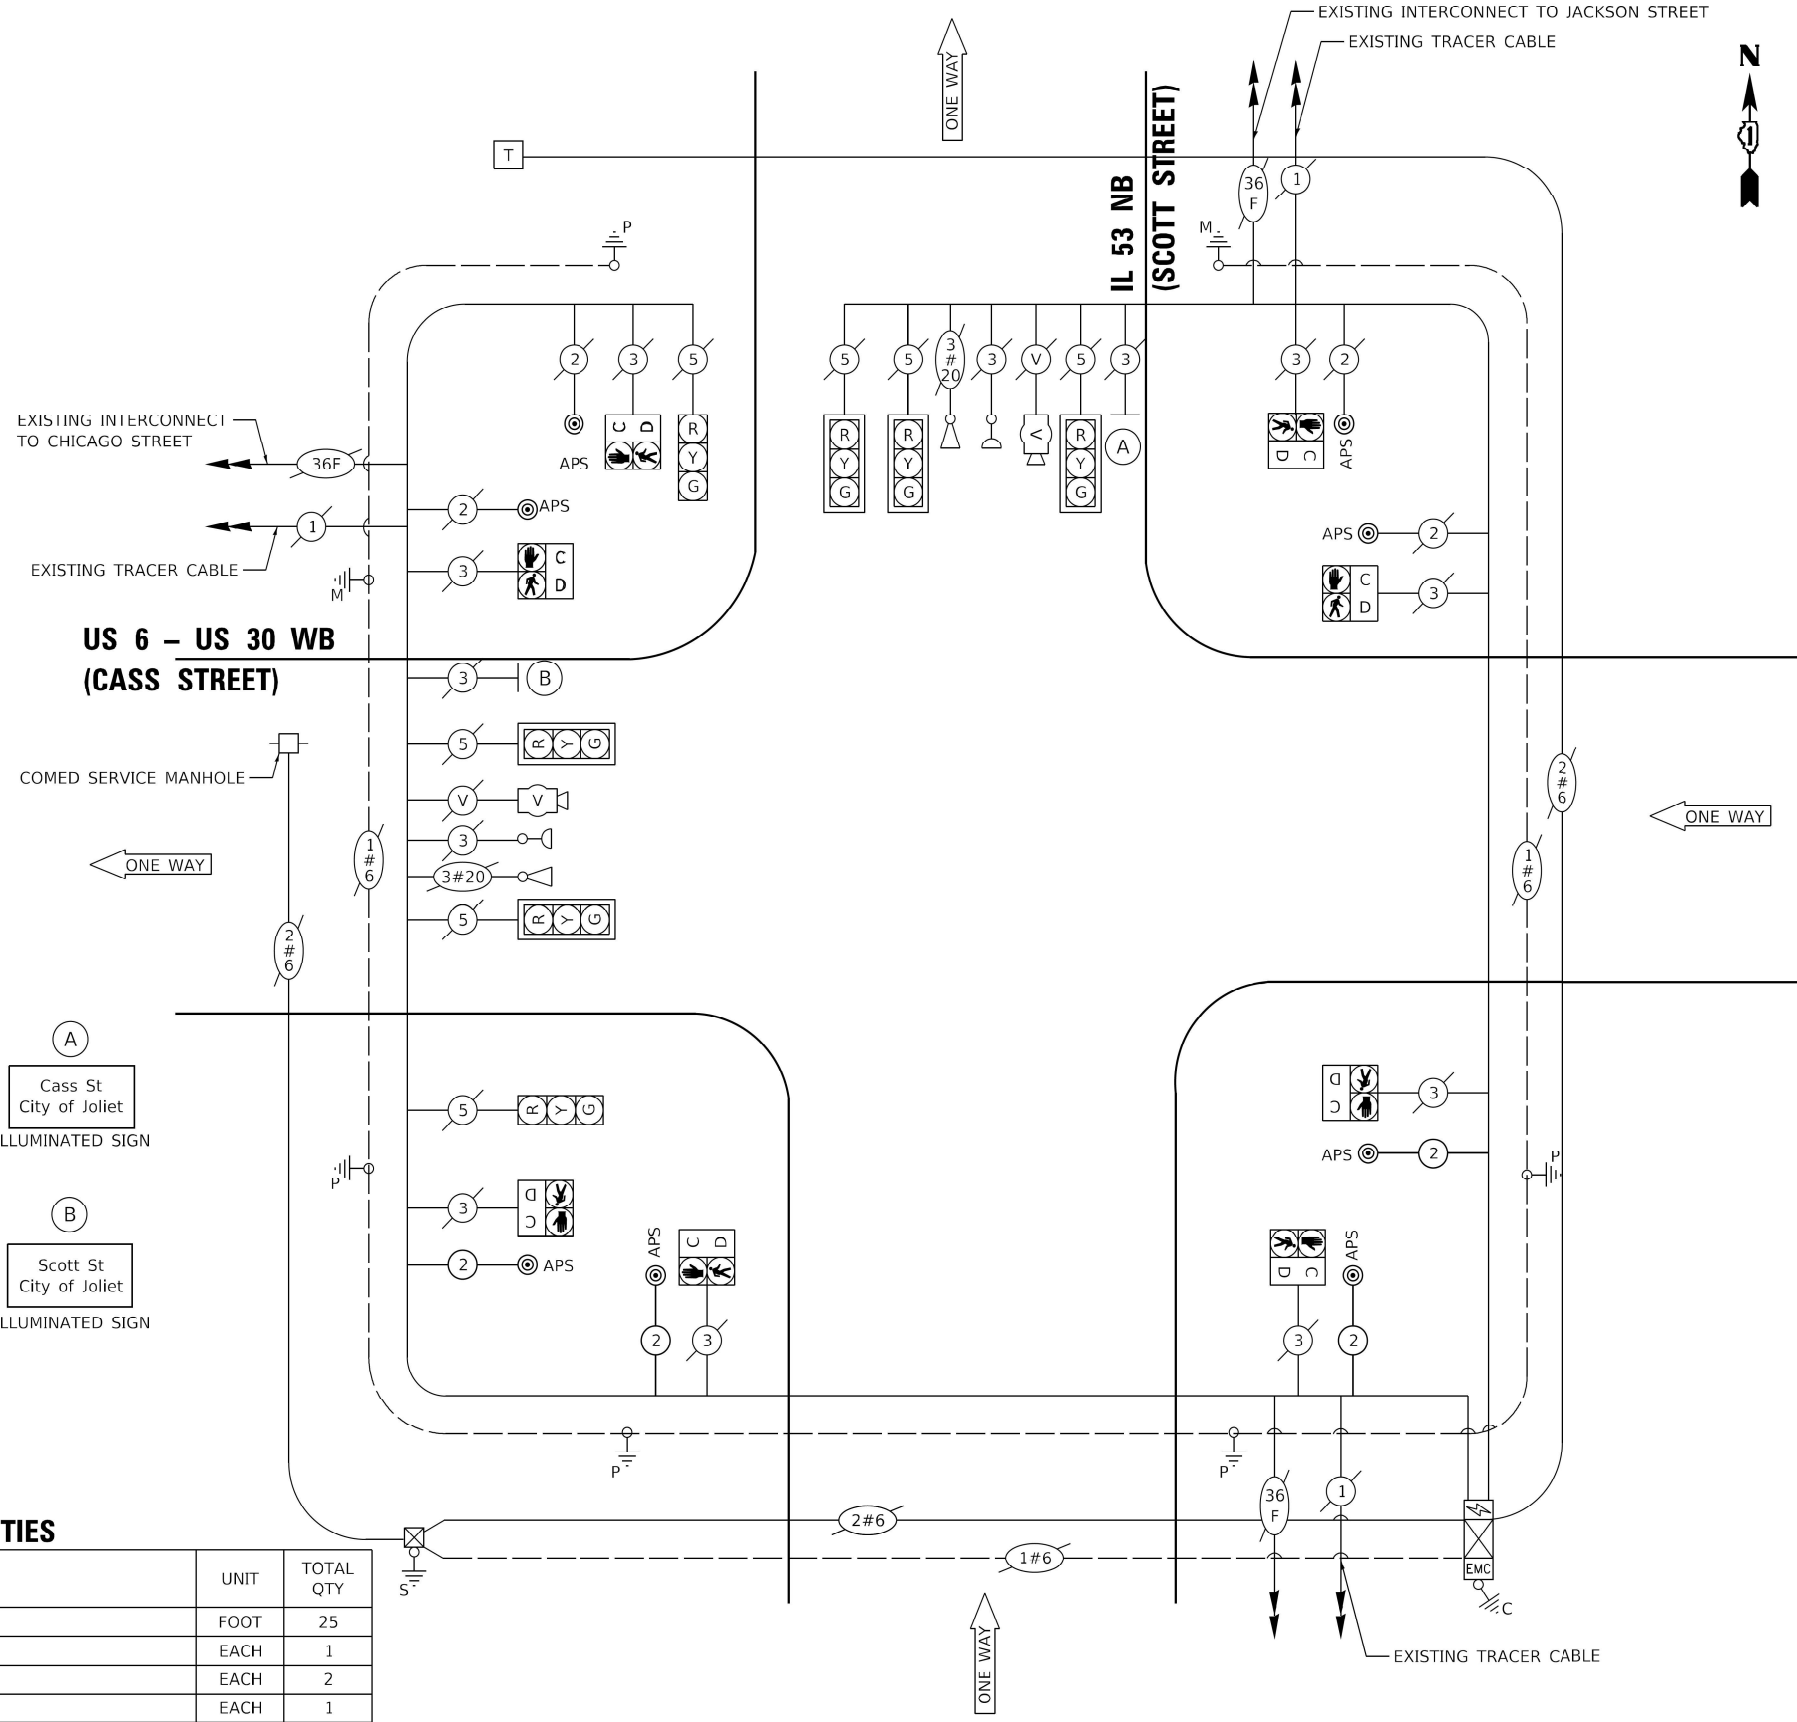 EXISTING INTERCONNECT TO JACKSON STREET
EXISTING TRACER CABLE
N
1
ONE WAY
T
36
F
1
IL 53 NB
(SCOTT STREET)
P
M
2
3
5
5
5
3
#
20
3
V
5
3
3
2
APS
C D
R
Y
G
R
Y
G
R
Y
G
V
R
Y
G
A
D C
APS
EXISTING INTERCONNECT
TO CHICAGO STREET
36F
2
APS
1
3
C
D
EXISTING TRACER CABLE
M
APS
2
C
D
3
US 6 – US 30 WB
(CASS STREET)
3
B
5
R Y G
COMED SERVICE MANHOLE
V
V
3
3#20
5
R Y G
ONE WAY
1
#
6
2
#
6
2
#
6
1
#
6
ONE WAY
A
Cass St
City of Joliet
LLUMINATED SIGN
B
Scott St
City of Joliet
LLUMINATED SIGN
5
R Y G
P
3
D
C
2
APS
APS
C D
2
3
D
C
3
APS
2
P
APS
D C
3
2
P
P
36
F
1
2#6
1#6
EMC
S
C
ONE WAY
EXISTING TRACER CABLE
TIES
UNIT
TOTAL
QTY
FOOT 25
EACH 1
EACH 2
EACH 1